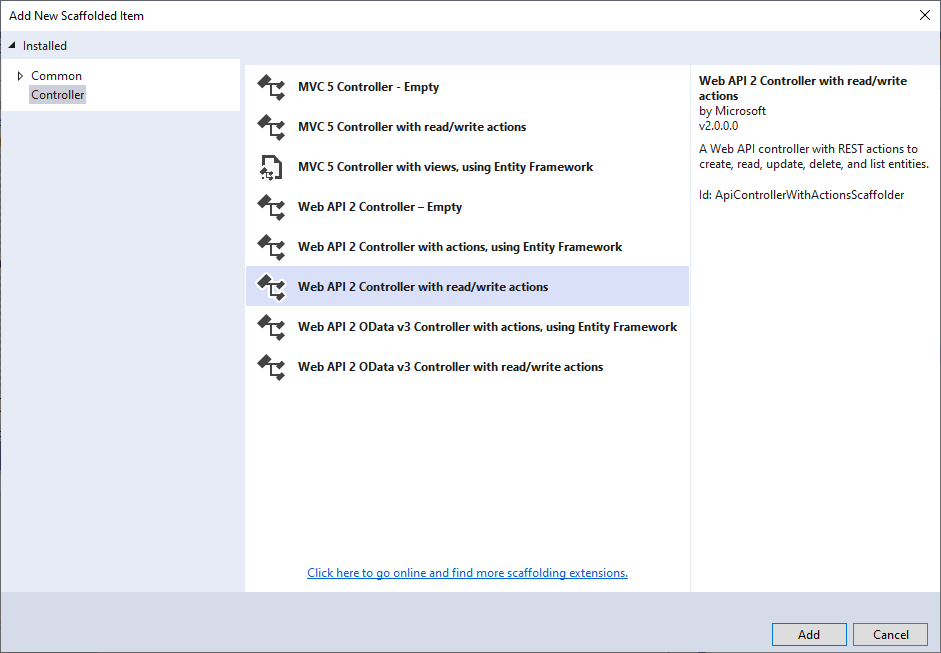 Add New Scaffolded Item
Installed
Common
Controller
MVC 5 Controller - Empty
MVC 5 Controller with read/write actions
MVC 5 Controller with views, using Entity Framework
Web API 2 Controller – Empty
Web API 2 Controller with actions, using Entity Framework
Web API 2 Controller with read/write actions
Web API 2 OData v3 Controller with actions, using Entity Framework
Web API 2 OData v3 Controller with read/write actions
Click here to go online and find more scaffolding extensions.
Web API 2 Controller with read/write
actions
by Microsoft
v2.0.0.0
A Web API controller with REST actions to
create, read, update, delete, and list entities.
Id: ApiControllerWithActionsScaffolder
Add
Cancel